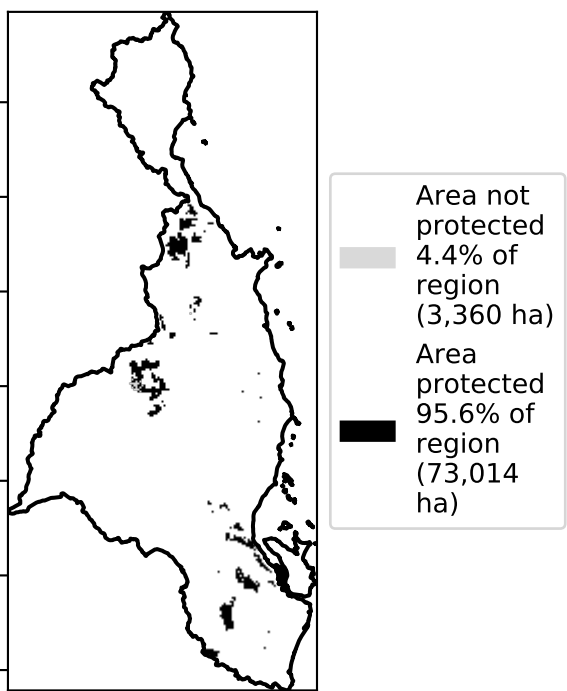 Area not
protected
4.4% of
region
(3,360 ha)
Area
protected
95.6% of
region
(73,014
ha)